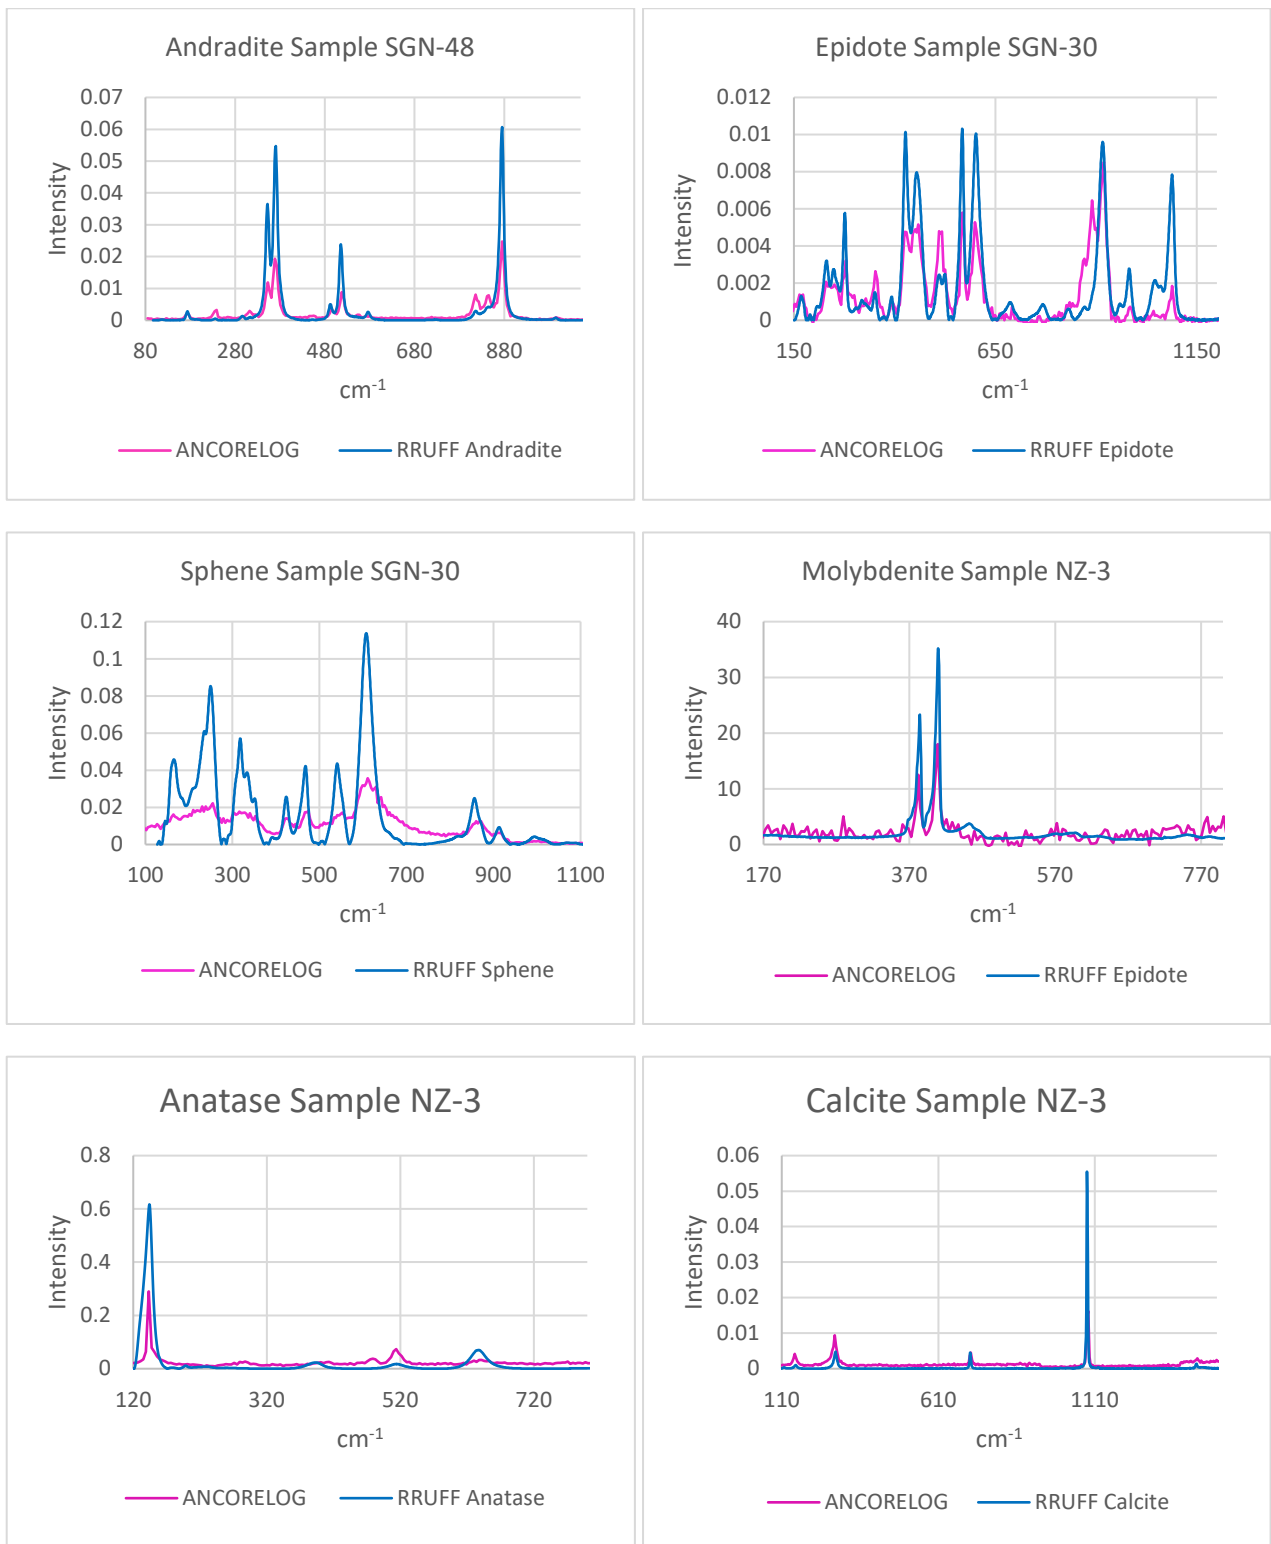 Andradite Sample SGN-48
0.07
0.06
0.05
0.04
0.03
0.02
0.01
0
Intensity
80 280 480 680 880
cm-1
ANCORELOG RRUFF Andradite
Epidote Sample SGN-30
0.012
0.01
0.008
0.006
0.004
0.002
0
Intensity
150 650 1150
cm-1
ANCORELOG RRUFF Epidote
Sphene Sample SGN-30
0.12
0.1
0.08
0.06
0.04
0.02
0
Intensity
100 300 500 700 900 1100
cm-1
ANCORELOG RRUFF Sphene
Molybdenite Sample NZ-3
40
30
20
10
0
Intensity
170 370 570 770
cm-1
ANCORELOG RRUFF Epidote
Anatase Sample NZ-3
0.8
0.6
0.4
0.2
0
Intensity
120 320 520 720
cm-1
ANCORELOG RRUFF Anatase
Calcite Sample NZ-3
0.06
0.05
0.04
0.03
0.02
0.01
0
Intensity
110 610 1110
cm-1
ANCORELOG RRUFF Calcite